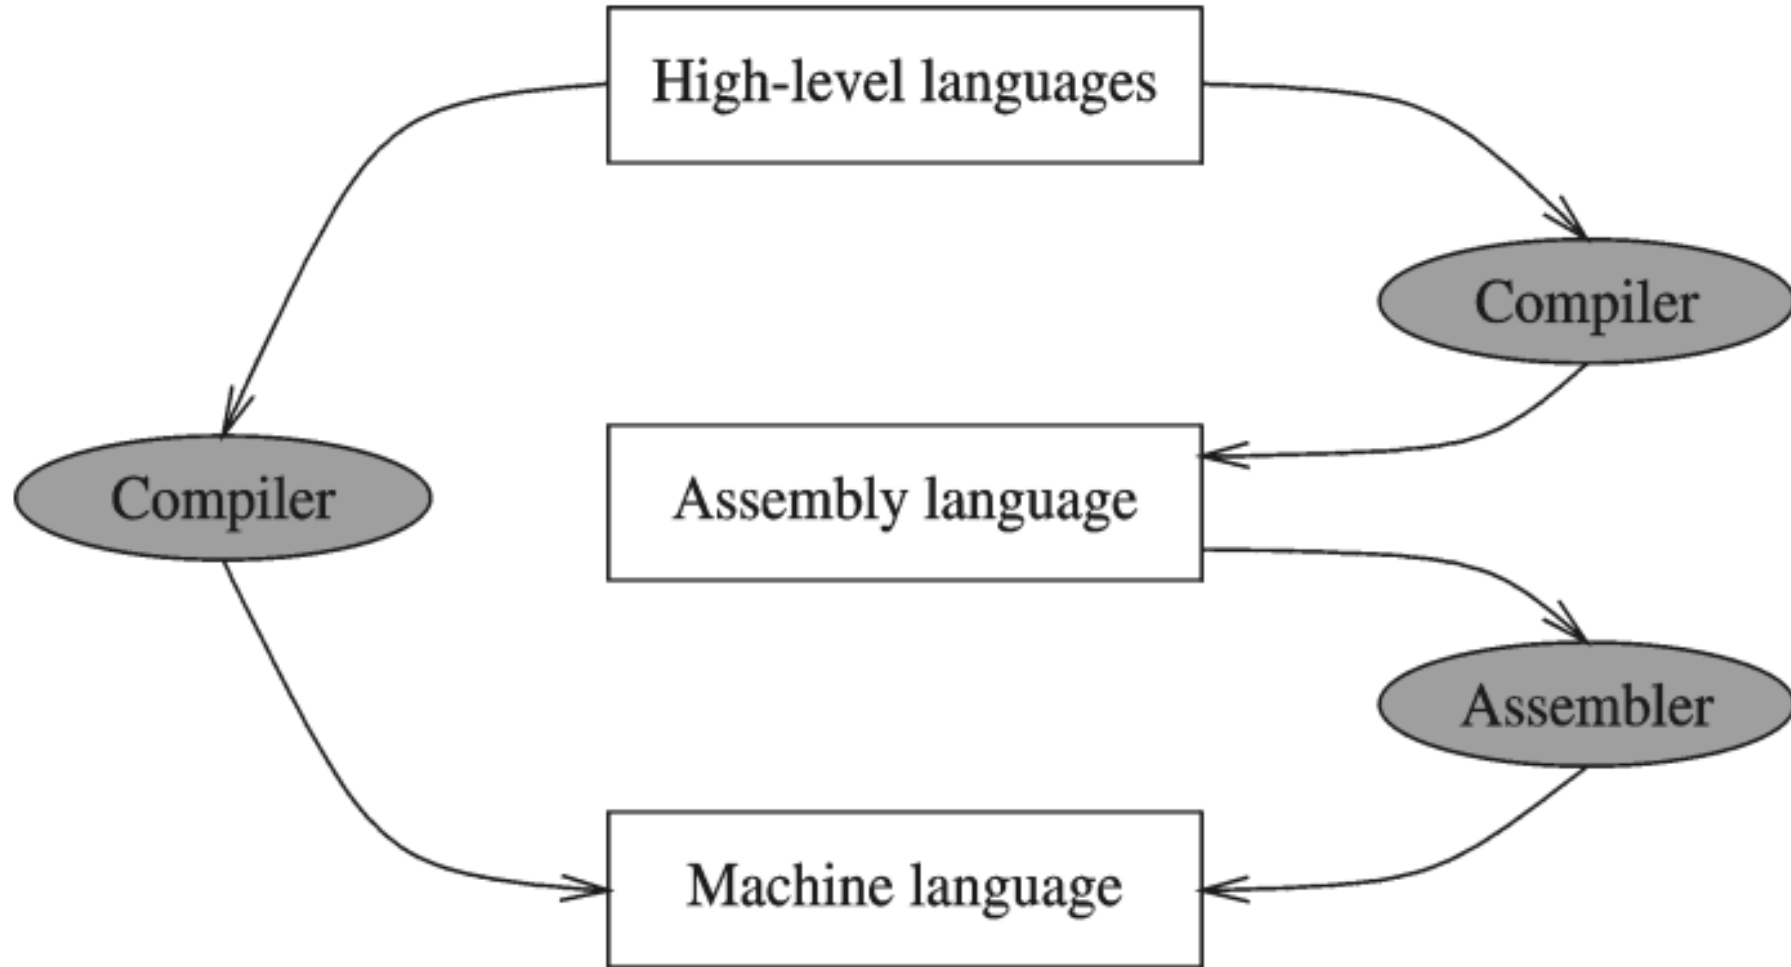 High-level languages
Compiler
Compiler
Assembly language
Assembler
Machine language